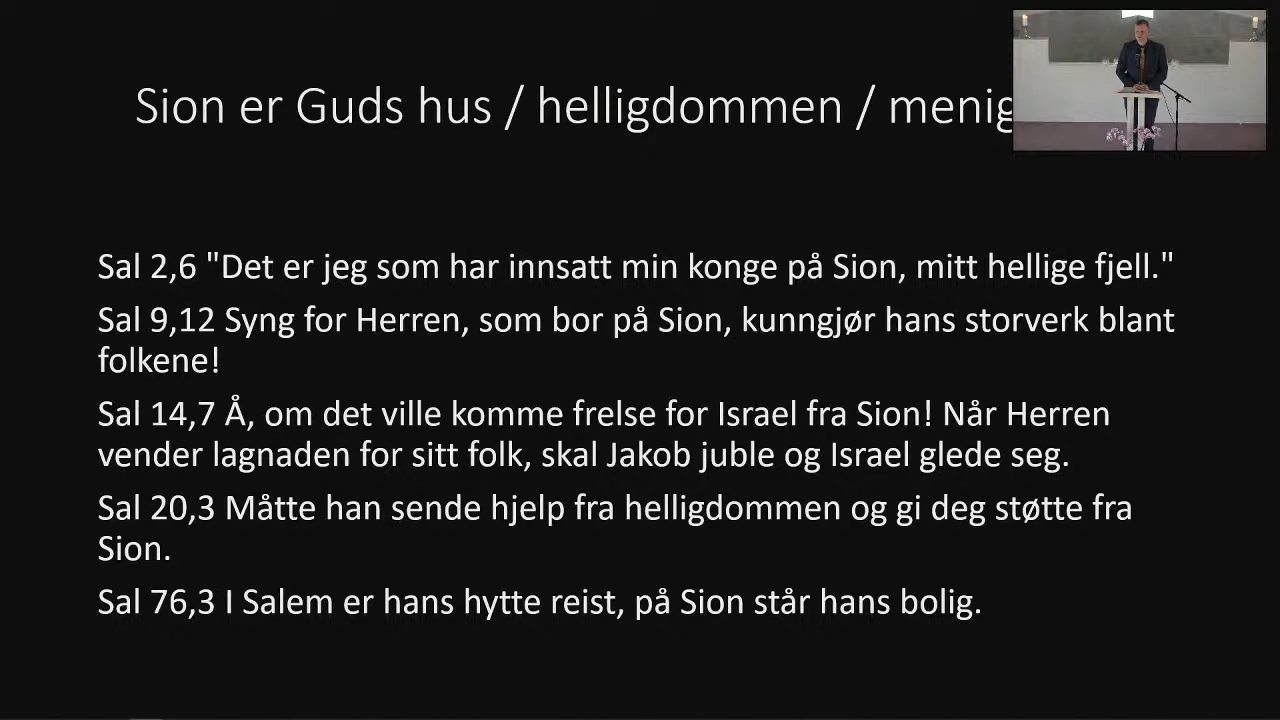 Sion er Guds hus / helligdommen /
Sal 2,6 "Det er jeg som har innsatt min konge på Sion, mitt hellige fjell."
Sal 9,12 Syng for Herren, som bor på Sion, kunngjør hans storverk blant
folkene!
Sal 14,7 Å, om det ville komme frelse for Israel fra Sion! Når Herren
vender lagnaden for sitt folk, skal Jakob juble og Israel glede seg.
Sal 20,3 Måtte han sende hjelp fra helligdommen og gi deg støtte fra
Sion.
Sal 76,3 I Salem er hans hytte reist, på Sion står hans bolig.